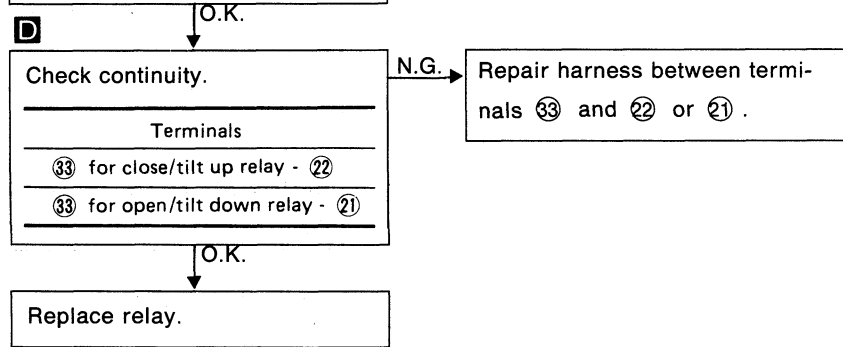 O.K.
D
Check continuity.
N.G.
Repair harness between termi-
nals ㉝ and ㉒ or ㉑ .
Terminals
㉝ for close/tilt up relay - ㉒
㉝ for open/tilt down relay - ㉑
O.K.
Replace relay.